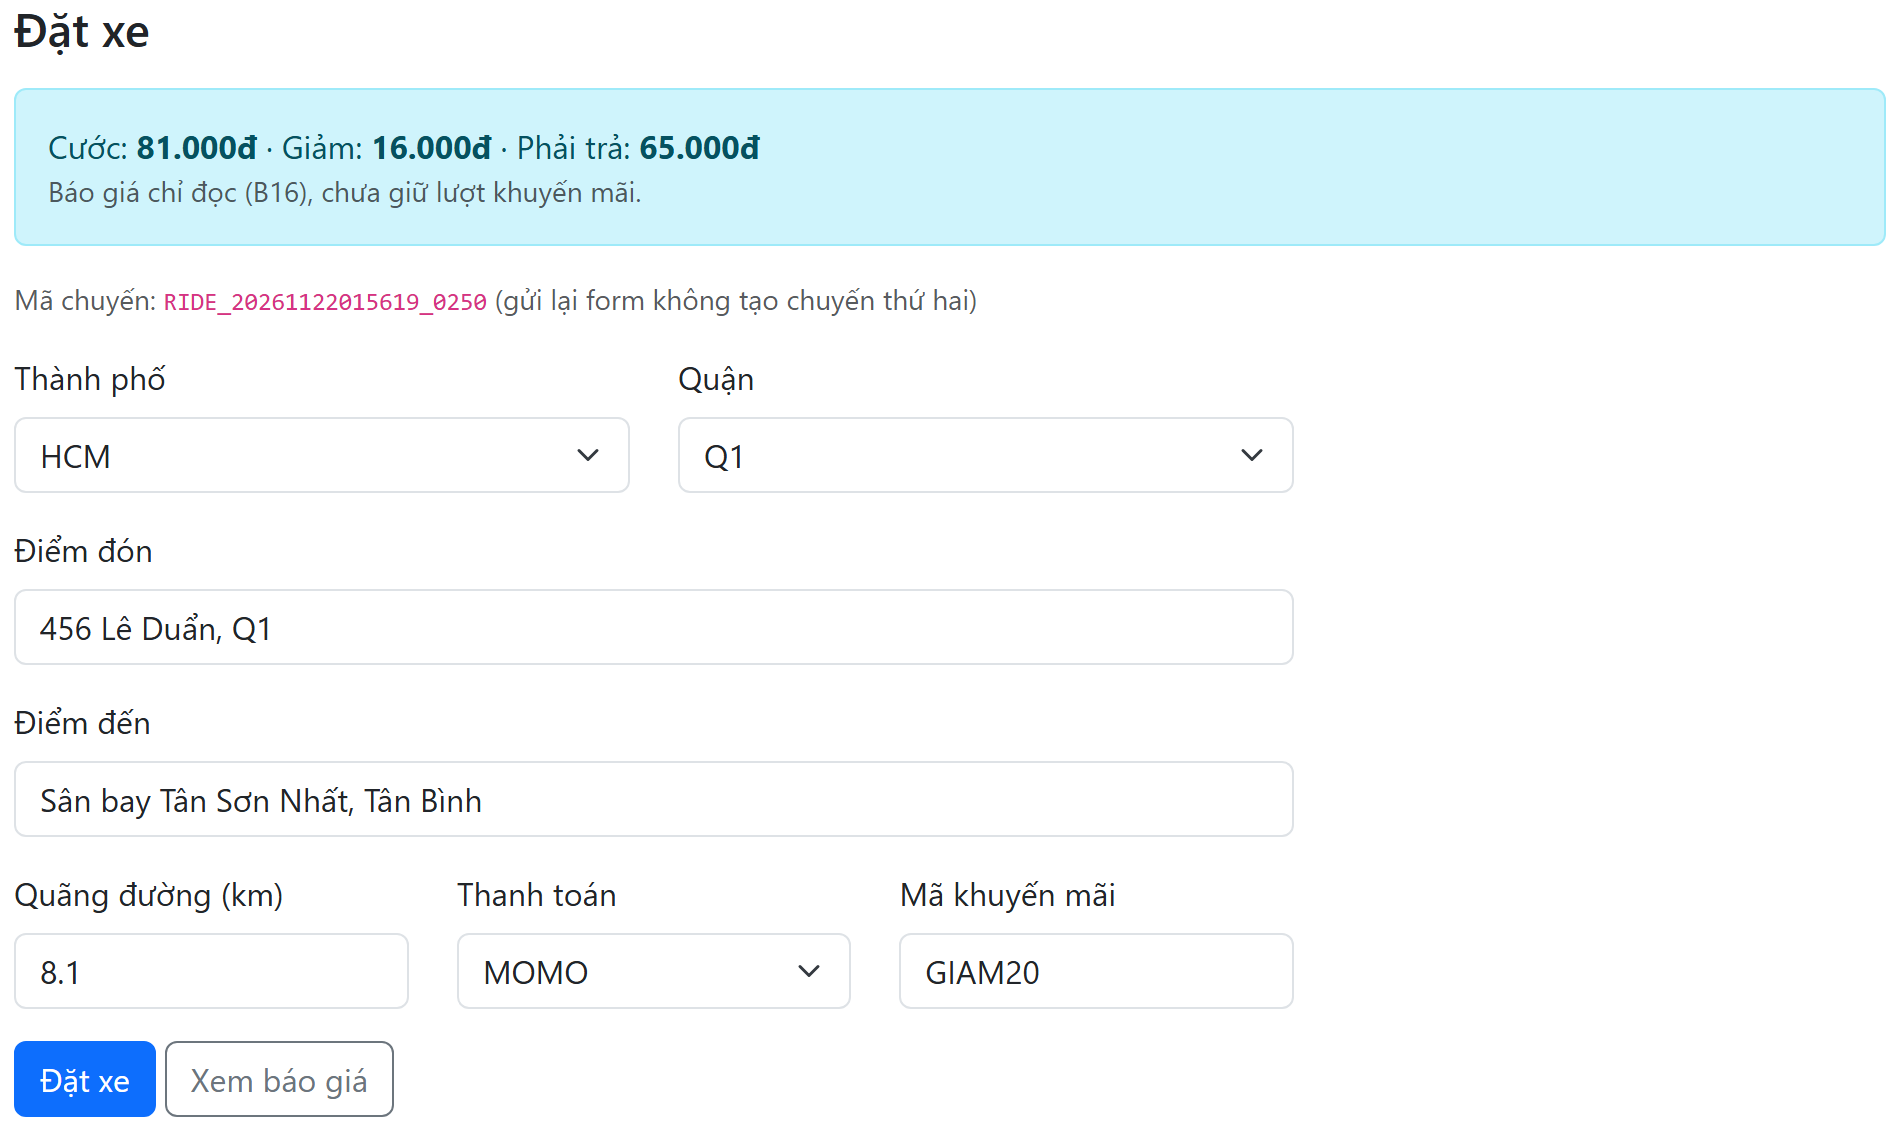 Đặt xe
Cước: 81.000đ · Giảm: 16.000đ · Phải trả: 65.000đ
Báo giá chỉ đọc (B16), chưa giữ lượt khuyến mãi.
Mã chuyến: RIDE_20261122015619_0250 (gửi lại form không tạo chuyến thứ hai)
Thành phố Quận
HCM Q1
Điểm đón
456 Lê Duẩn, Q1
Điểm đến
Sân bay Tân Sơn Nhất, Tân Bình
Quãng đường (km) Thanh toán Mã khuyến mãi
8.1 MOMO GIAM20
Đặt xe Xem báo giá